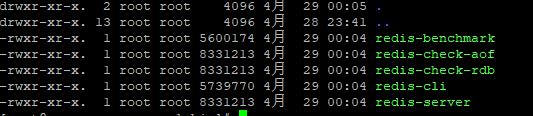 drwxr-xr-x.  2 root root    4096 4月  29 00:05 .
drwxr-xr-x. 13 root root    4096 4月  28 23:41 ..
-rwxr-xr-x.  1 root root 5600174 4月  29 00:04 redis-benchmark
-rwxr-xr-x.  1 root root 8331213 4月  29 00:04 redis-check-aof
-rwxr-xr-x.  1 root root 8331213 4月  29 00:04 redis-check-rdb
-rwxr-xr-x.  1 root root 5739770 4月  29 00:04 redis-cli
-rwxr-xr-x.  1 root root 8331213 4月  29 00:04 redis-server